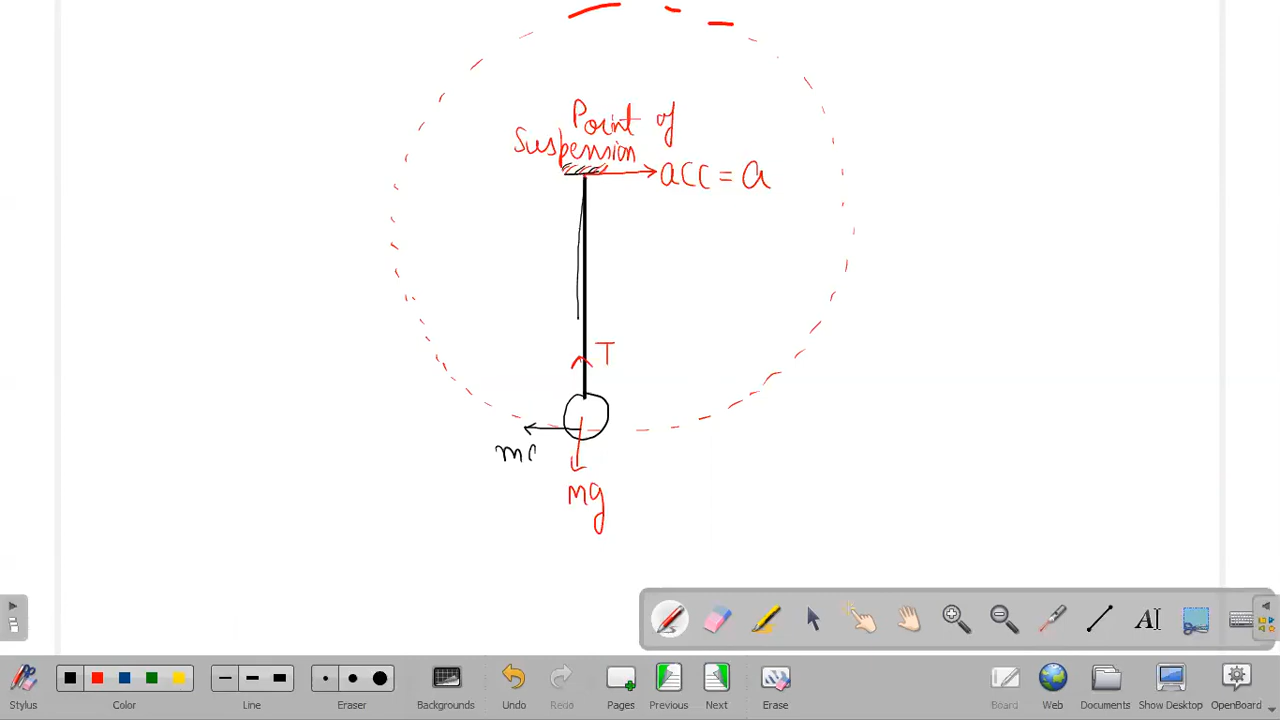 Point of
Suspension
acc = a
T
m
mg
Stylus
Color
Line
Eraser
Backgrounds
Undo
Redo
Pages
Previous
Next
Erase
Board
Web
Documents
Show Desktop
OpenBoard